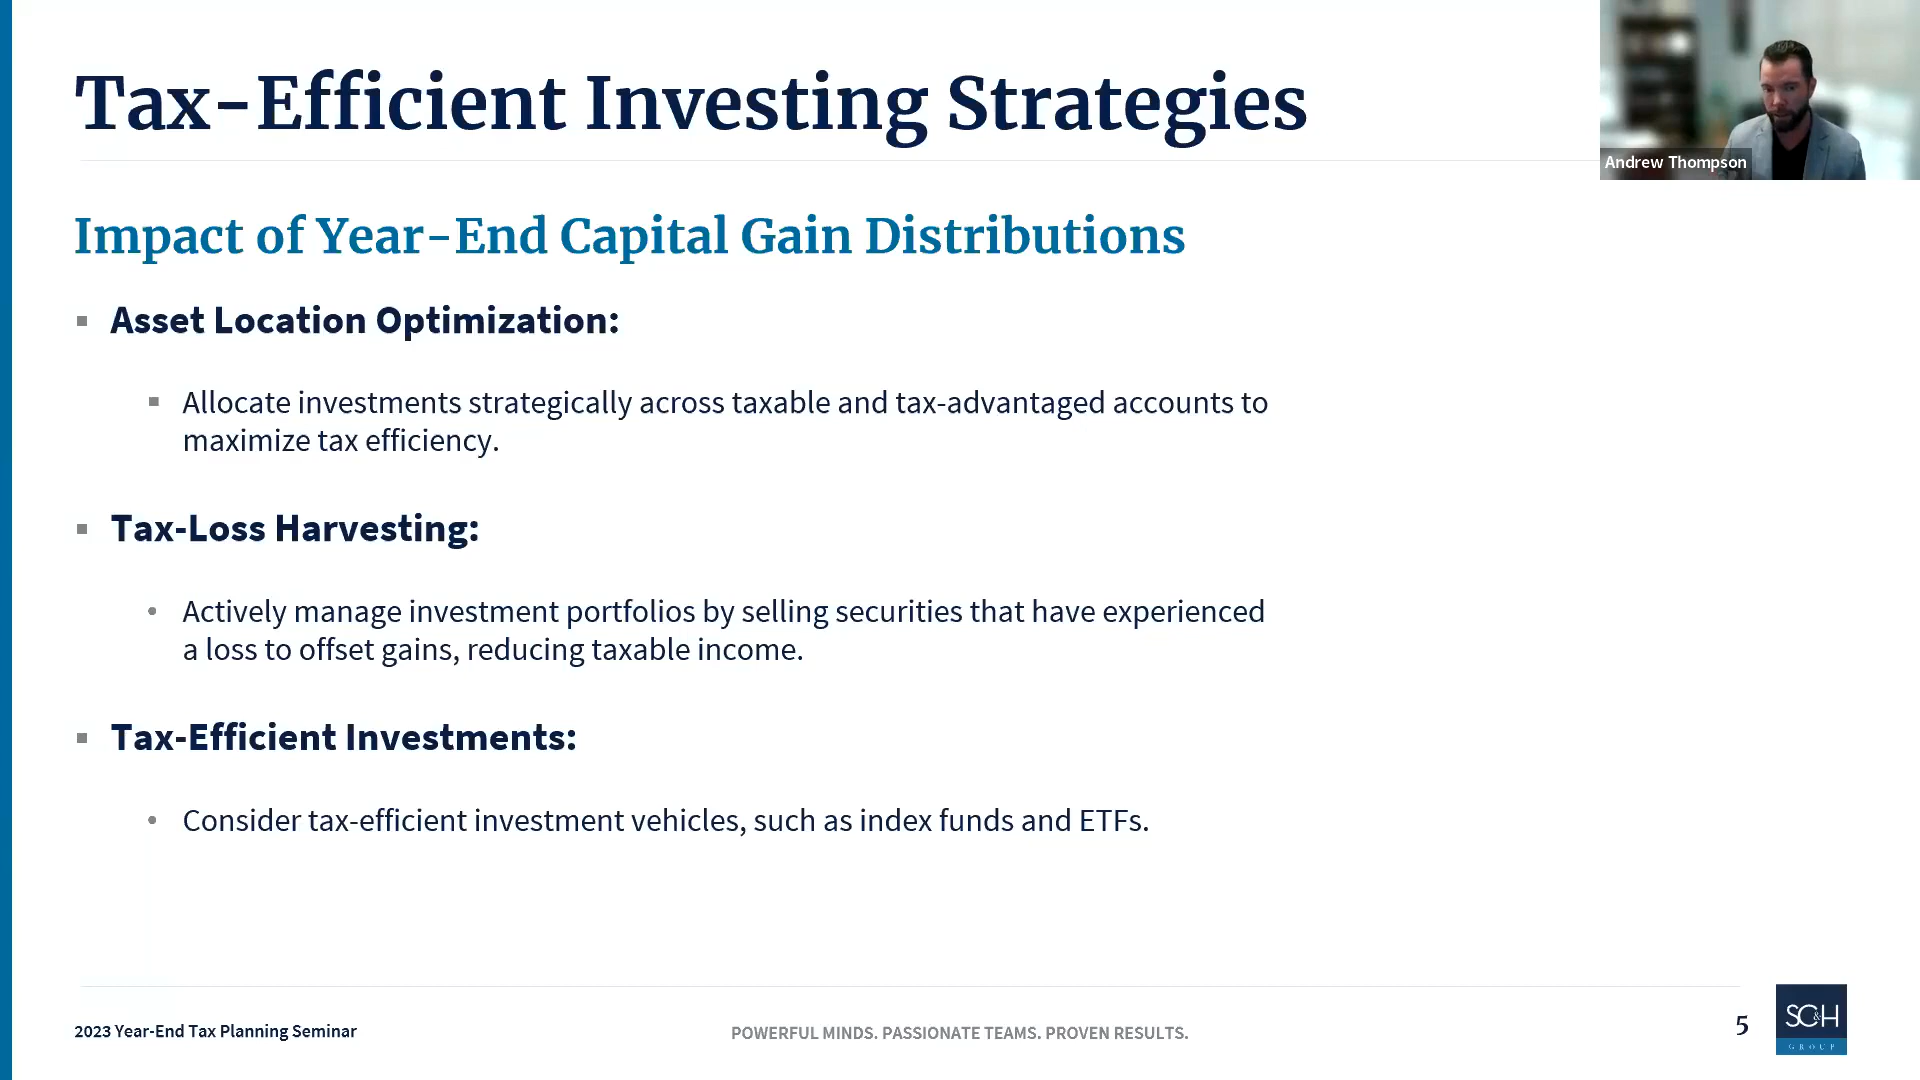 Tax-Efficient Investing Strategies
Andrew Thompson
Impact of Year-End Capital Gain Distributions
Asset Location Optimization:
Allocate investments strategically across taxable and tax-advantaged accounts to
maximize tax efficiency.
Tax-Loss Harvesting:
Actively manage investment portfolios by selling securities that have experienced
a loss to offset gains, reducing taxable income.
Tax-Efficient Investments:
Consider tax-efficient investment vehicles, such as index funds and ETFs.
2023 Year-End Tax Planning Seminar
POWERFUL MINDS. PASSIONATE TEAMS. PROVEN RESULTS.
5
SC&H
GROUP